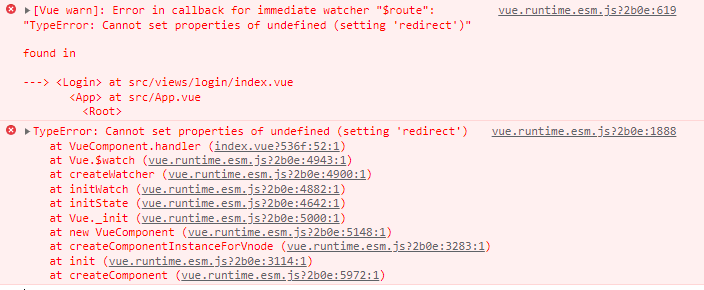 [Vue warn]: Error in callback for immediate watcher "$route": vue.runtime.esm.js?2b0e:619
"TypeError: Cannot set properties of undefined (setting 'redirect')"
found in
---> <Login> at src/views/login/index.vue
<App> at src/App.vue
<Root>
TypeError: Cannot set properties of undefined (setting 'redirect') vue.runtime.esm.js?2b0e:1888
at VueComponent.handler (index.vue?536f:52:1)
at Vue.$watch (vue.runtime.esm.js?2b0e:4943:1)
at createWatcher (vue.runtime.esm.js?2b0e:4900:1)
at initWatch (vue.runtime.esm.js?2b0e:4882:1)
at initState (vue.runtime.esm.js?2b0e:4642:1)
at Vue._init (vue.runtime.esm.js?2b0e:5000:1)
at new VueComponent (vue.runtime.esm.js?2b0e:5148:1)
at createComponentInstanceForVnode (vue.runtime.esm.js?2b0e:3283:1)
at init (vue.runtime.esm.js?2b0e:3114:1)
at createComponent (vue.runtime.esm.js?2b0e:5972:1)